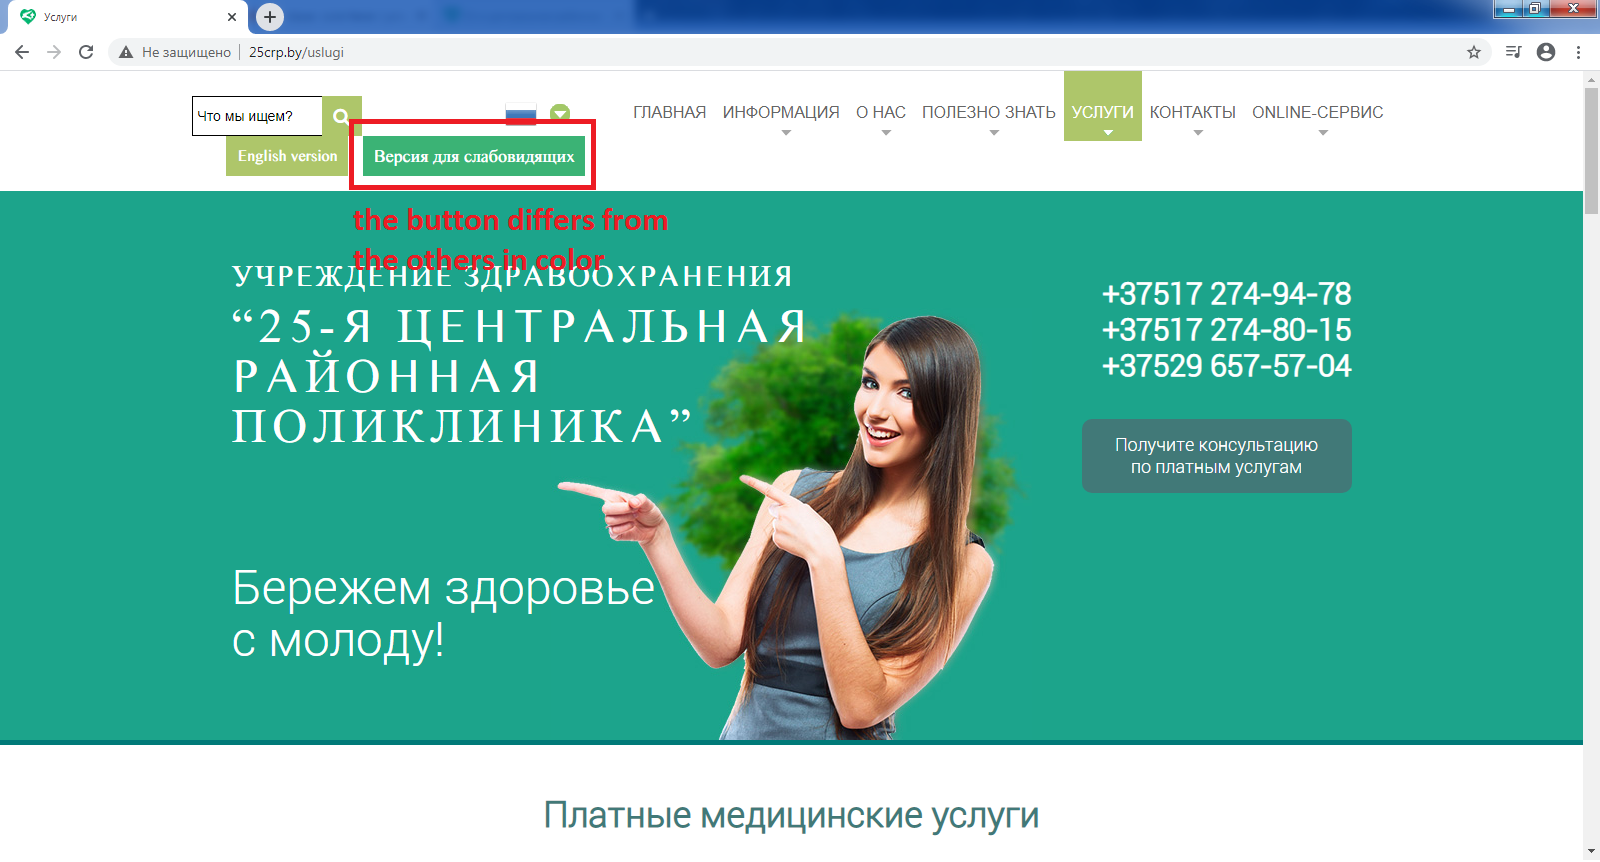 Услуги
Не защищено
25crp.by/uslugi
Что мы ищем?
English version
Версия для слабовидящих
ГЛАВНАЯ
ИНФОРМАЦИЯ
О НАС
ПОЛЕЗНО ЗНАТЬ
УСЛУГИ
КОНТАКТЫ
ONLINE-СЕРВИС
the button differs from
the others in color
УЧРЕЖДЕНИЕ ЗДРАВООХРАНЕНИЯ
“25-Я ЦЕНТРАЛЬНАЯ
РАЙОННАЯ
ПОЛИКЛИНИКА”
Бережем здоровье
с молоду!
+37517 274-94-78
+37517 274-80-15
+37529 657-57-04
Получите консультацию
по платным услугам
Платные медицинские услуги